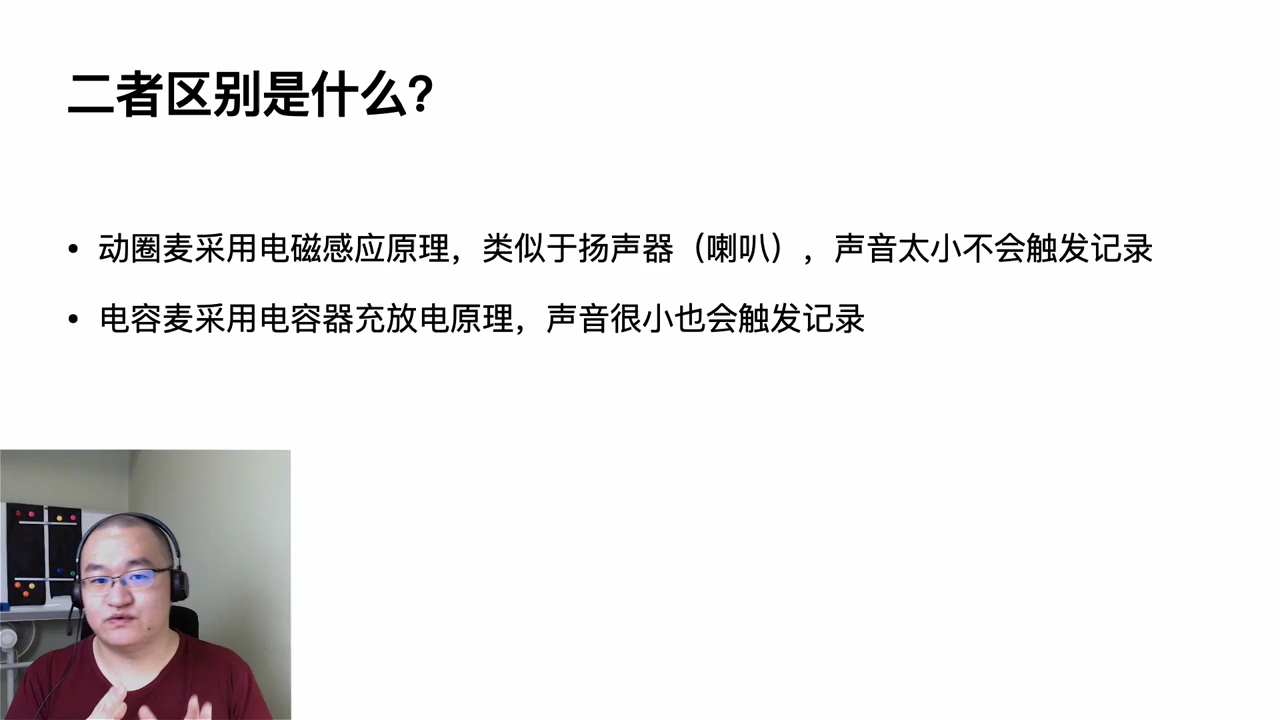 二者区别是什么？
• 动圈麦采用电磁感应原理，类似于扬声器（喇叭），声音太小不会触发记录
• 电容麦采用电容器充放电原理，声音很小也会触发记录